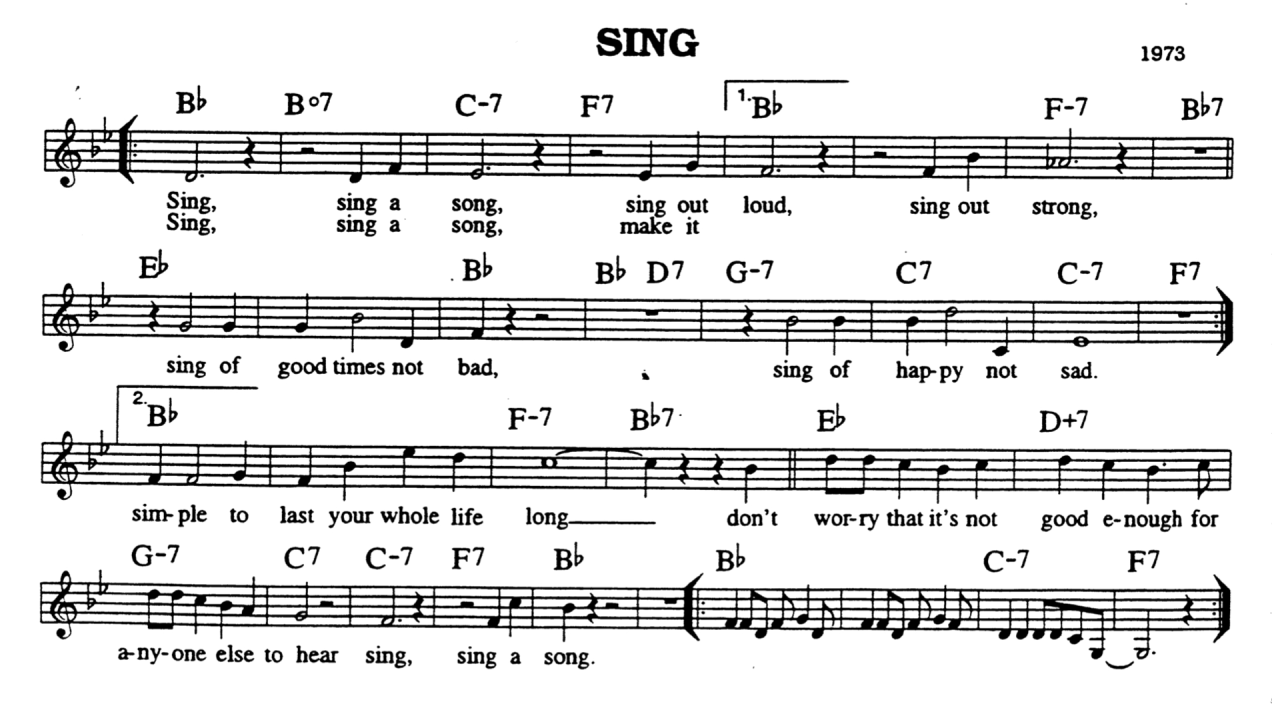 SING
1973
B♭ B°7 C-7 F7 1. B♭ F-7 B♭7
Sing, sing a song, sing out loud, sing out strong,
Sing, sing a song, make it
E♭ B♭ B♭ D7 G-7 C7 C-7 F7
sing of good times not bad, sing of hap-py not sad.
2. B♭ F-7 B♭7 E♭ D+7
sim-ple to last your whole life long don't wor-ry that it's not good e-nough for
G-7 C7 C-7 F7 B♭ B♭ C-7 F7
a-ny-one else to hear sing, sing a song.